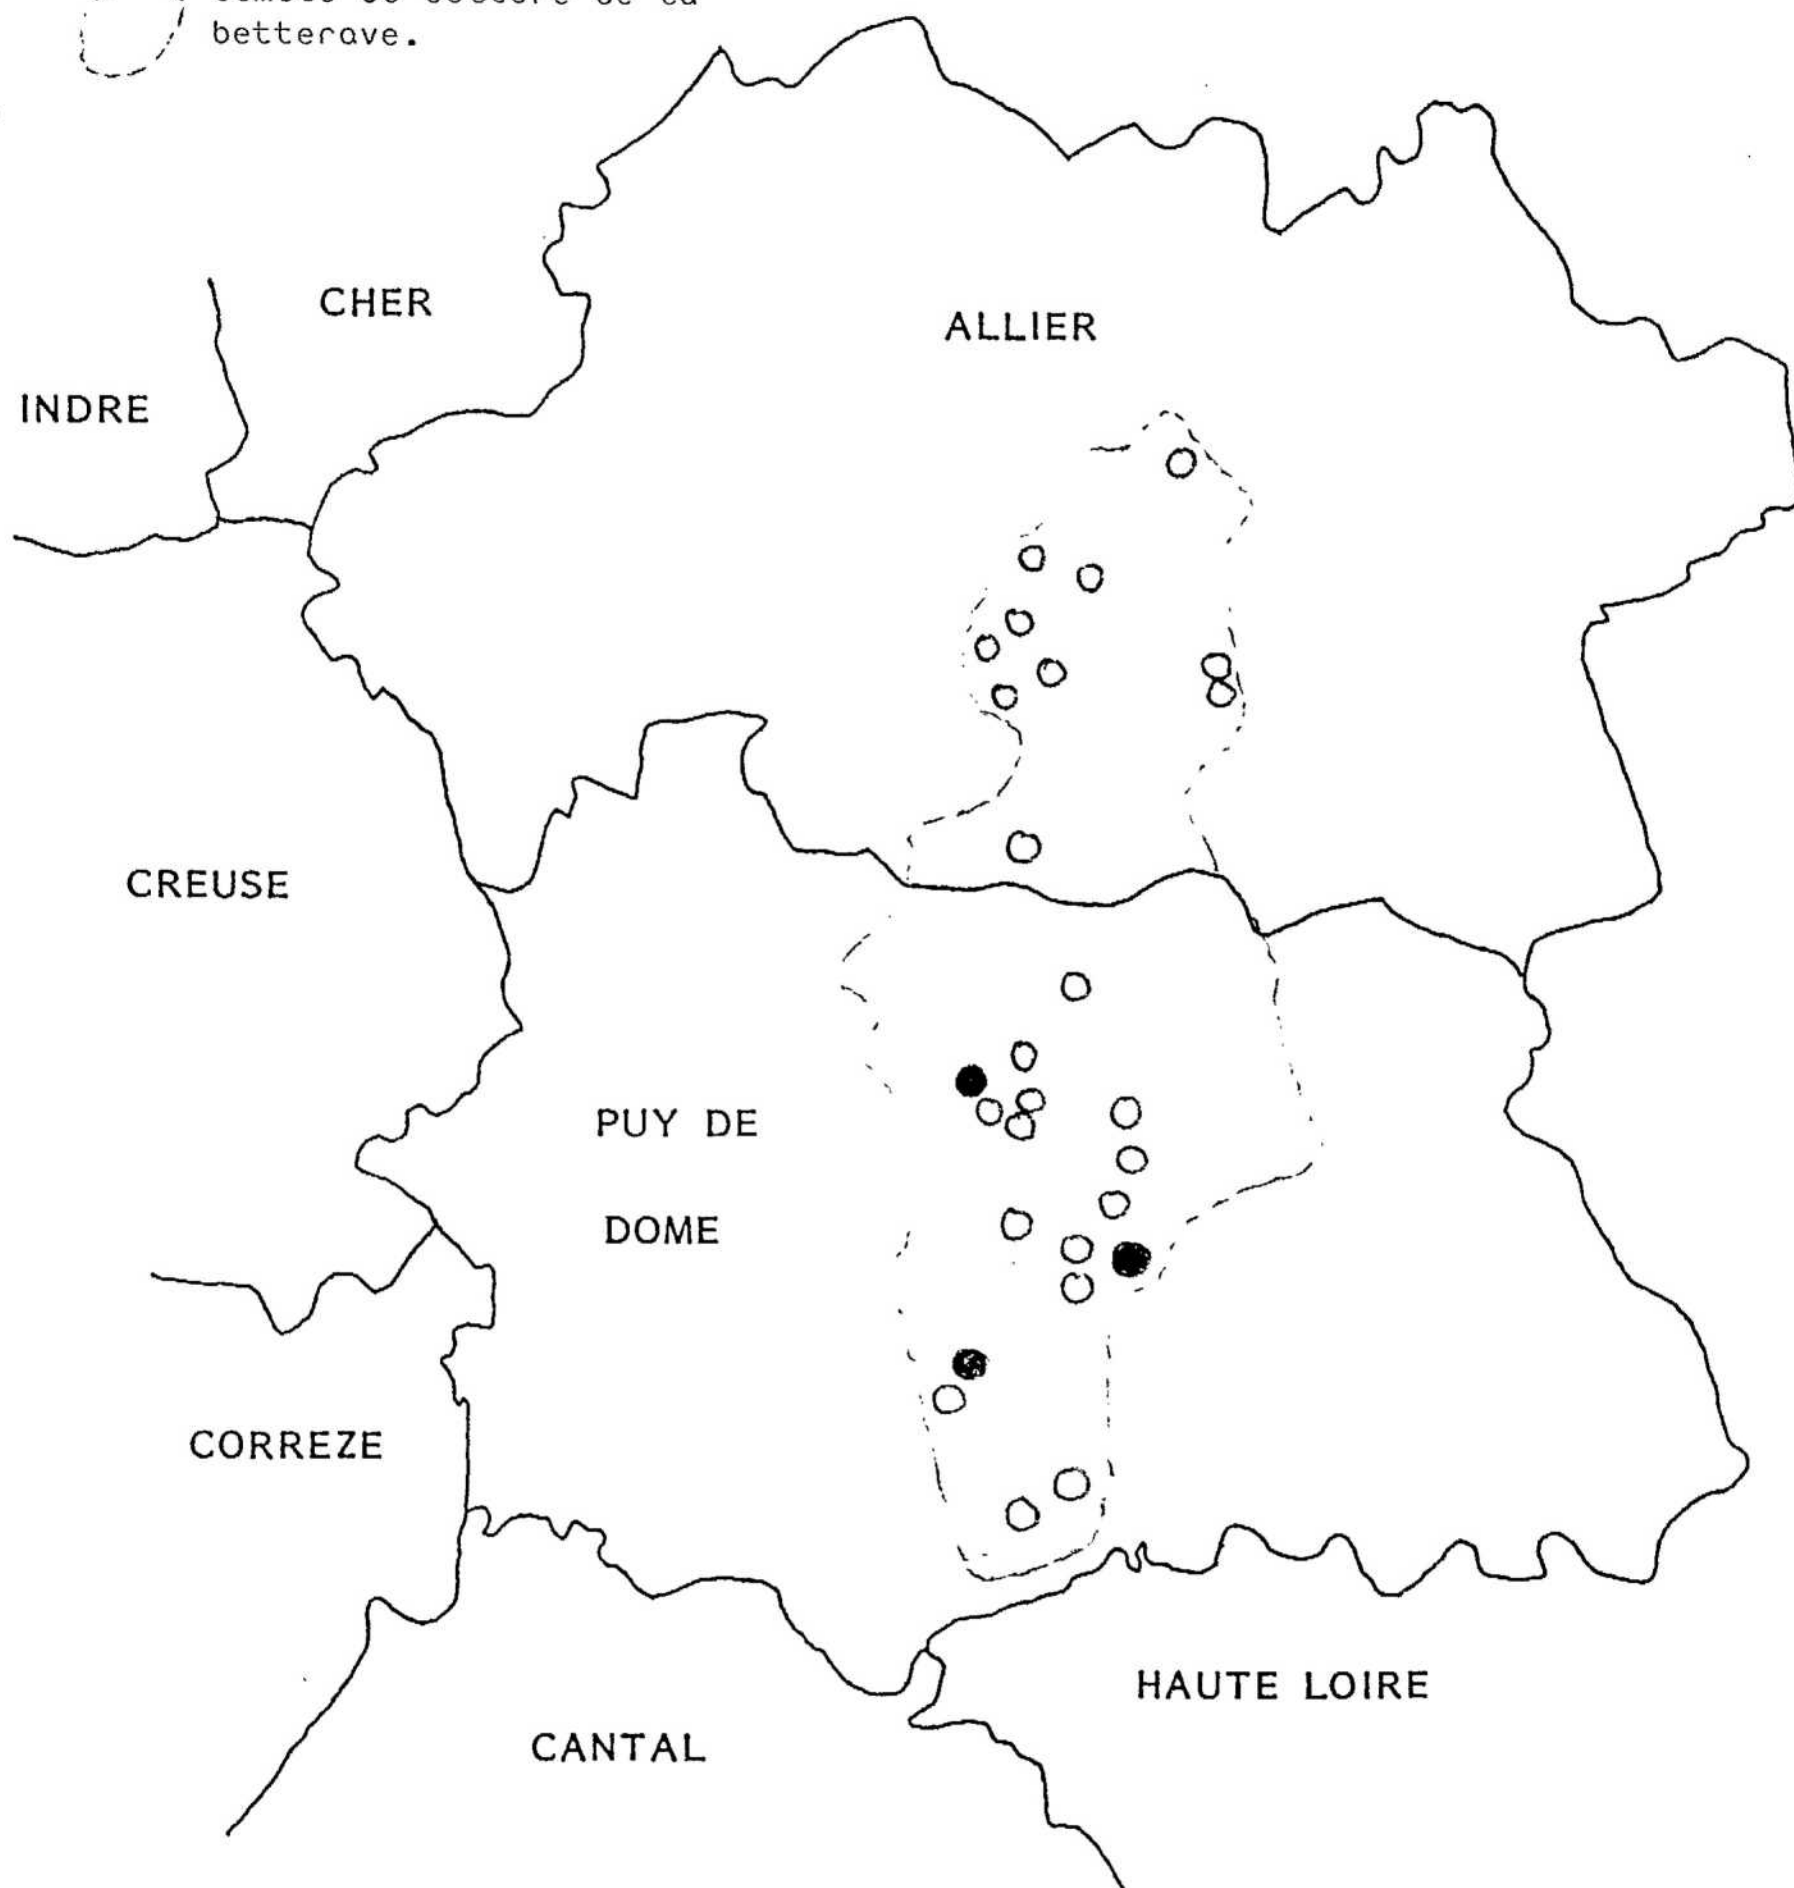 betterave.
CHER
ALLIER
INDRE
CREUSE
PUY DE
DOME
CORREZE
HAUTE LOIRE
CANTAL